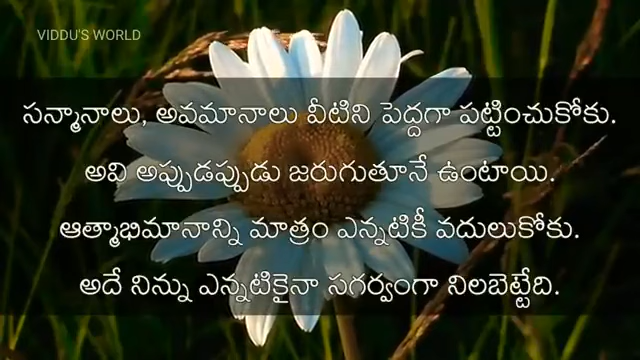 VIDDU'S WORLD
సన్మానాలు, అవమానాలు వీటిని పెద్దగా పట్టించుకోకు.
అవి అప్పుడప్పుడు జరుగుతూనే ఉంటాయి.
ఆత్మాభిమానాన్ని మాత్రం ఎన్నటికీ వదులుకోకు.
అదే నిన్ను ఎన్నటికైనా సగర్వంగా నిలబెట్టేది.